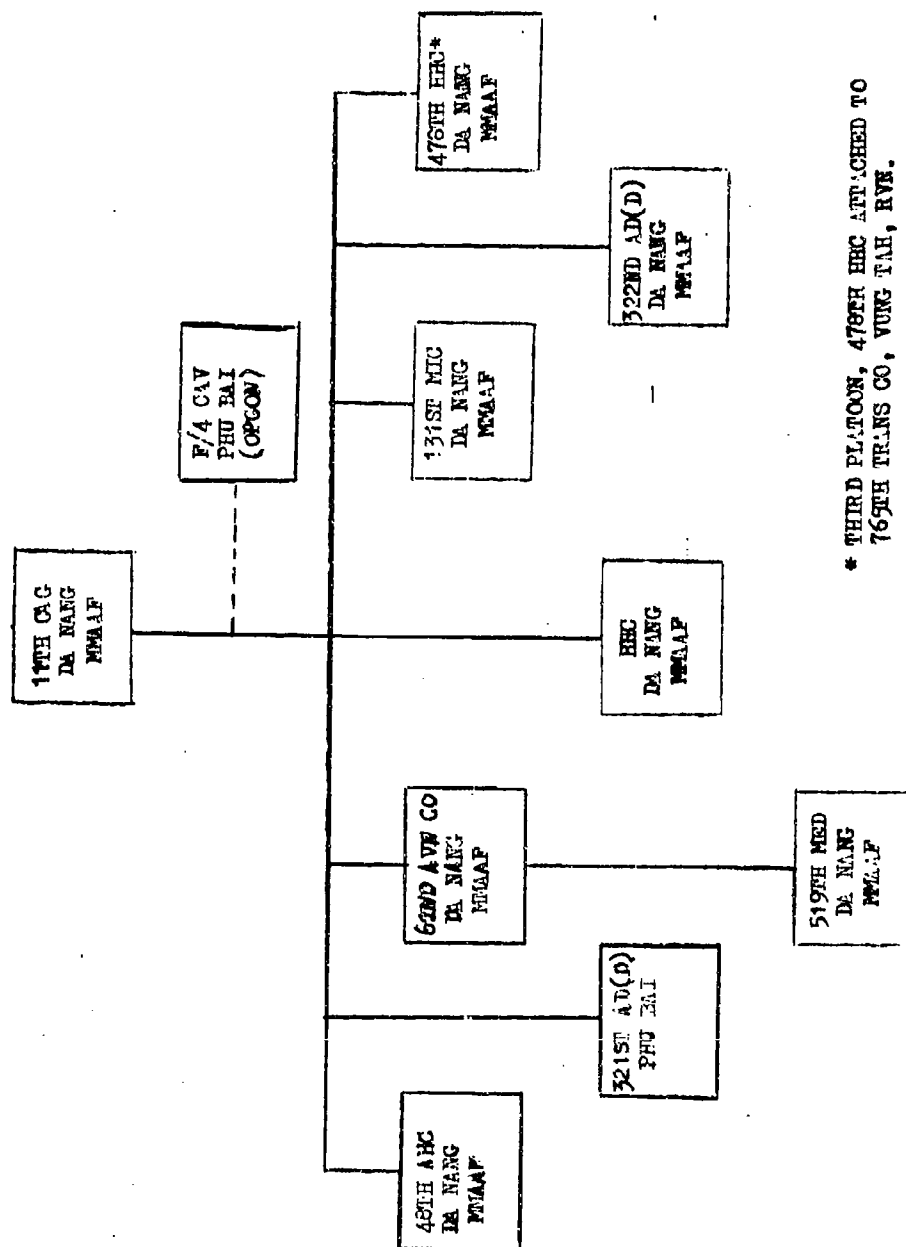 11TH CAG
DA NANG
MMAAF
F/4 CAV
PHU BAI
(OPCON)
48TH AHC
DA NANG
MMAAF
62ND AVN CO
DA NANG
MMAAF
131ST MIC
DA NANG
MMAAF
478TH HHC*
DA NANG
MMAAF
321ST AD(D)
PHU BAI
HHC
DA NANG
MMAAF
322ND AD(D)
DA NANG
MMAAF
519TH MED
DA NANG
MMAAF
* THIRD PLATOON, 478TH HHC ATTACHED TO
765TH TRANS CO, VUNG TAH, RVN.